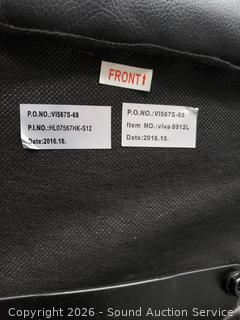 FRONT↑
P.O.NO.:VI567S-68
P.I.NO.:HL07567HK-S12
Date:2016.10.
P.O.NO.:VI567S-68
Item NO.:viva 0912L
Date:2016.10.
Copyright 2026 - Sound Auction Service